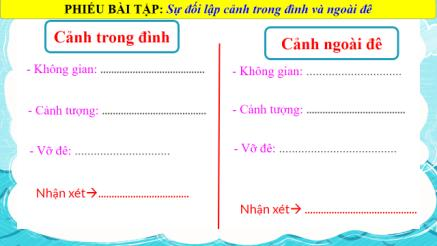 PHIẾU BÀI TẬP: Sự đối lập cảnh trong đình và ngoài đê
Cảnh trong đình
- Không gian: ........................................
- Cảnh tượng: ........................................
- Vỡ đê: ........................................
Nhận xét→........................................
Cảnh ngoài đê
- Không gian: ........................................
- Cảnh tượng: ........................................
- Vỡ đê: ........................................
Nhận xét→........................................